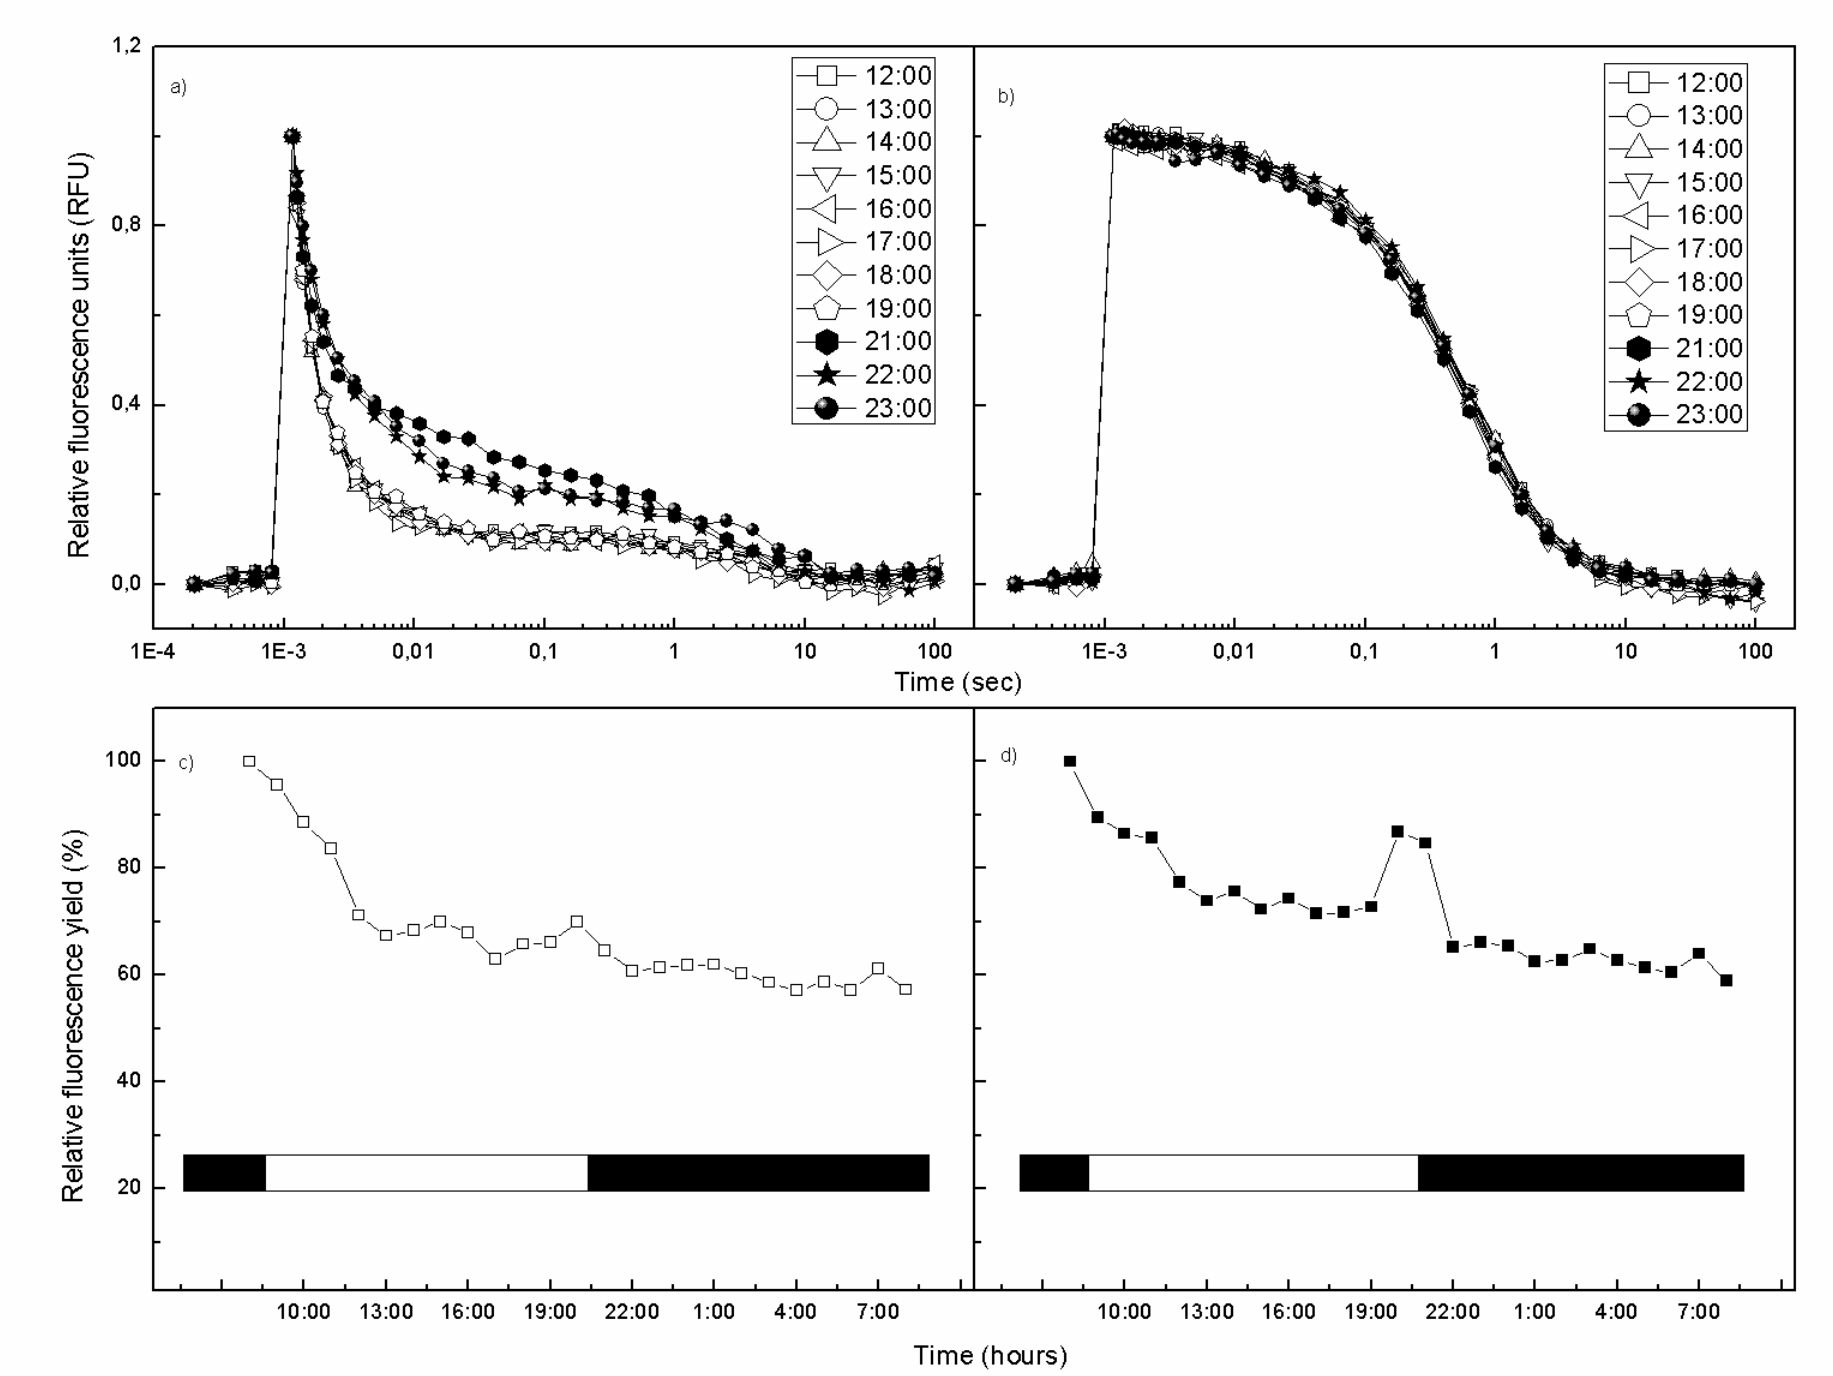 1,2
0,8
0,4
0,0
Relative fluorescence units (RFU)
a)
12:00
13:00
14:00
15:00
16:00
17:00
18:00
19:00
21:00
22:00
23:00
b)
12:00
13:00
14:00
15:00
16:00
17:00
18:00
19:00
21:00
22:00
23:00
1E-4 1E-3 0,01 0,1 1 10 100
1E-3 0,01 0,1 1 10 100
Time (sec)
100
80
60
40
20
Relative fluorescence yield (%)
c)
d)
10:00 13:00 16:00 19:00 22:00 1:00 4:00 7:00
10:00 13:00 16:00 19:00 22:00 1:00 4:00 7:00
Time (hours)